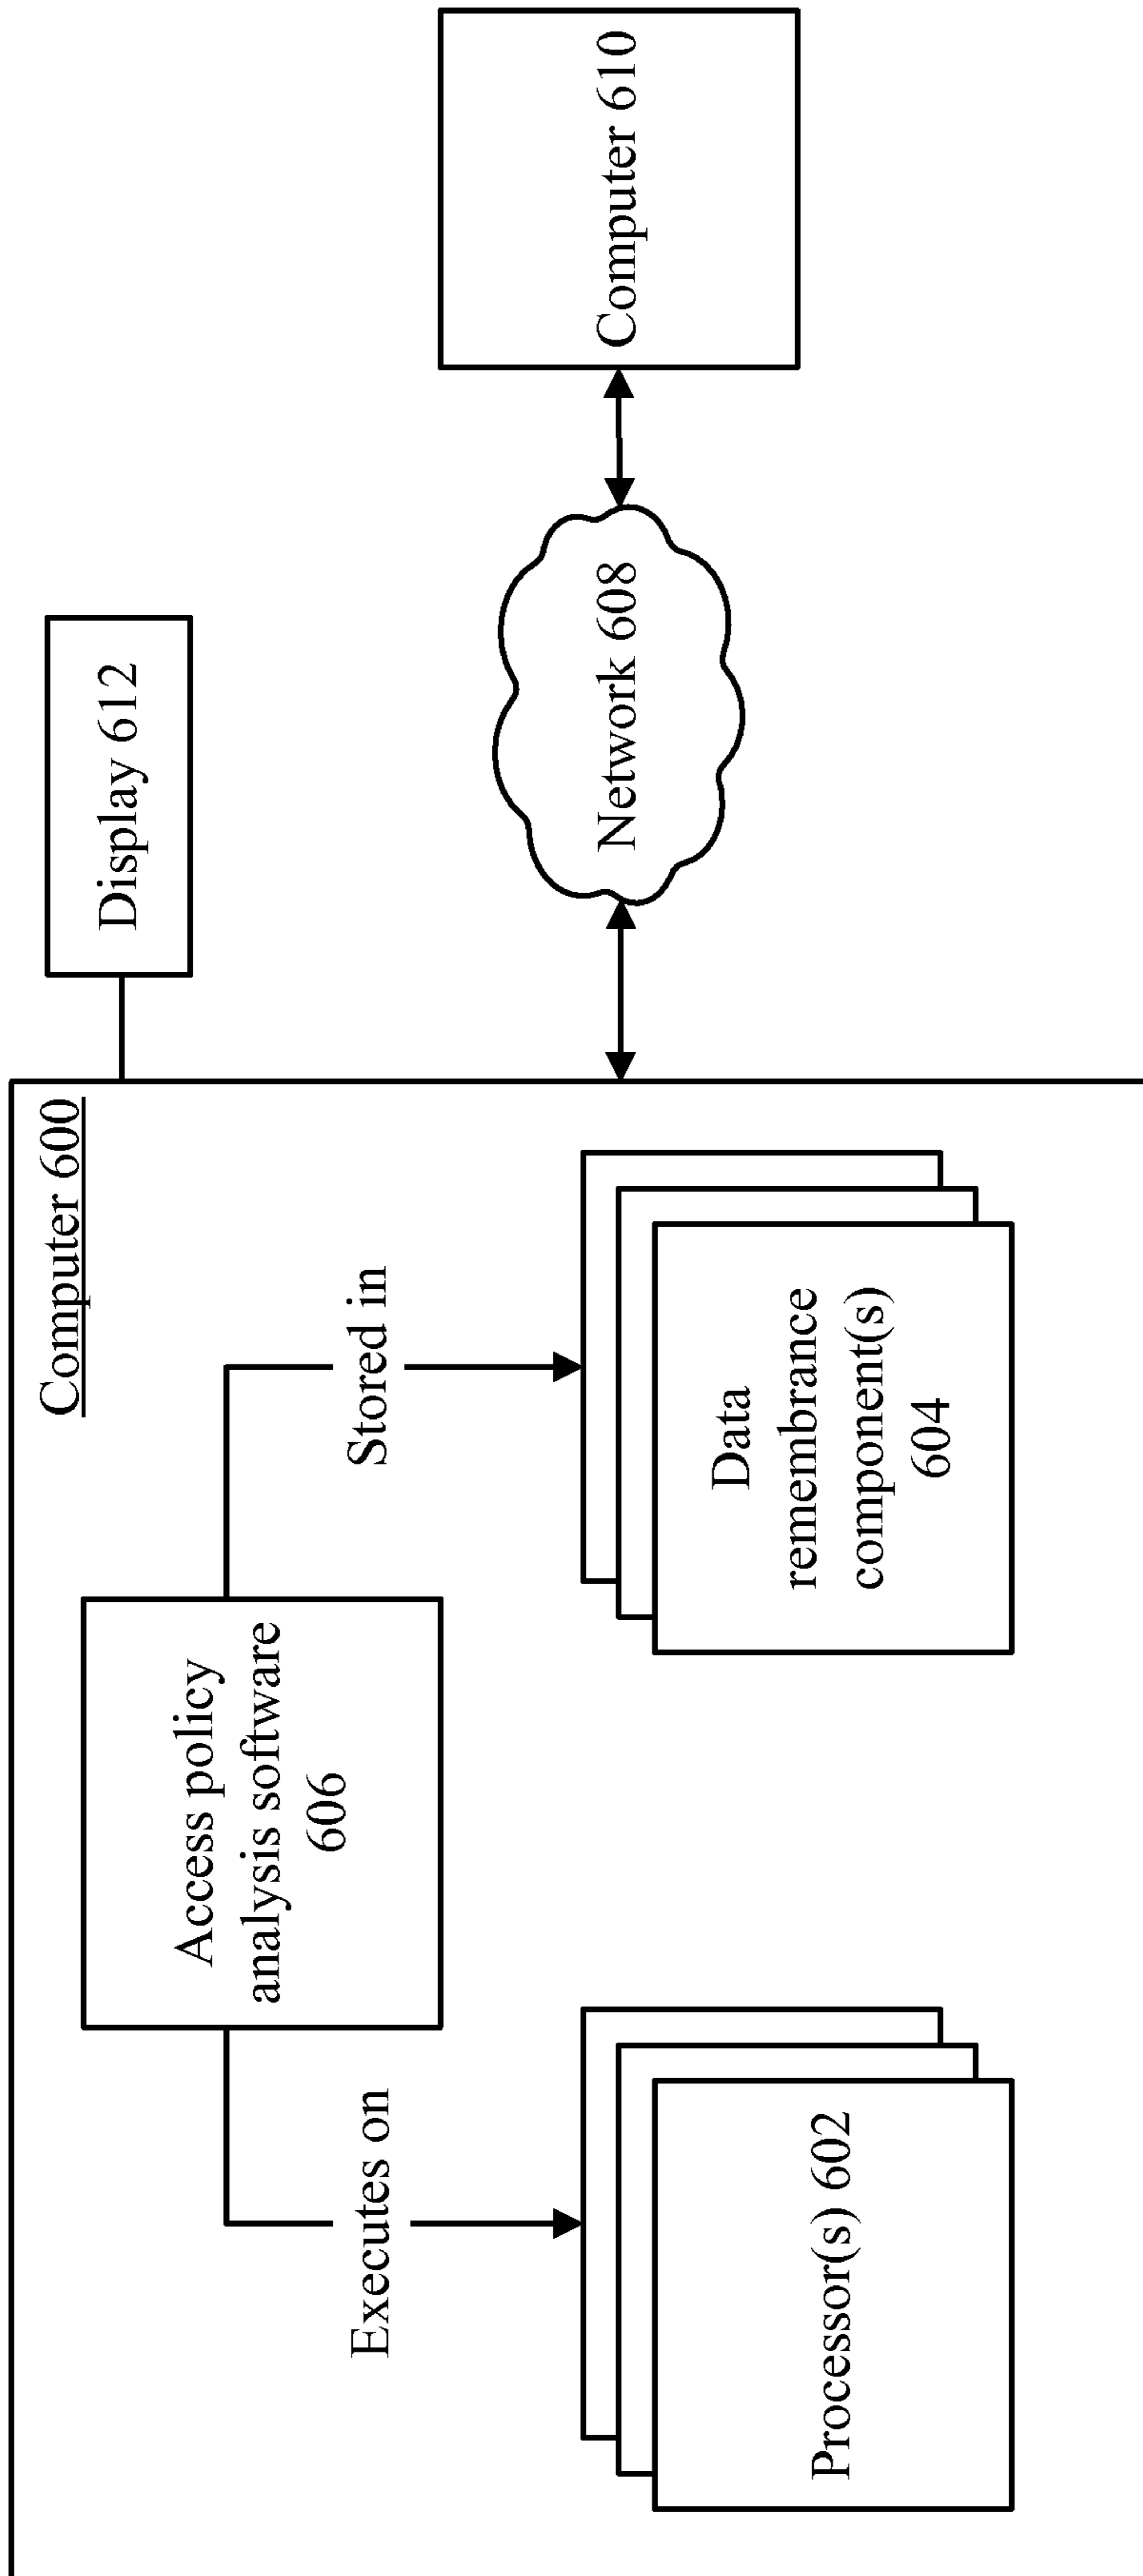 Computer 600
Display 612
Access policy
analysis software
606
Executes on
Stored in
Processor(s) 602
Data
remembrance
component(s)
604
Network 608
Computer 610